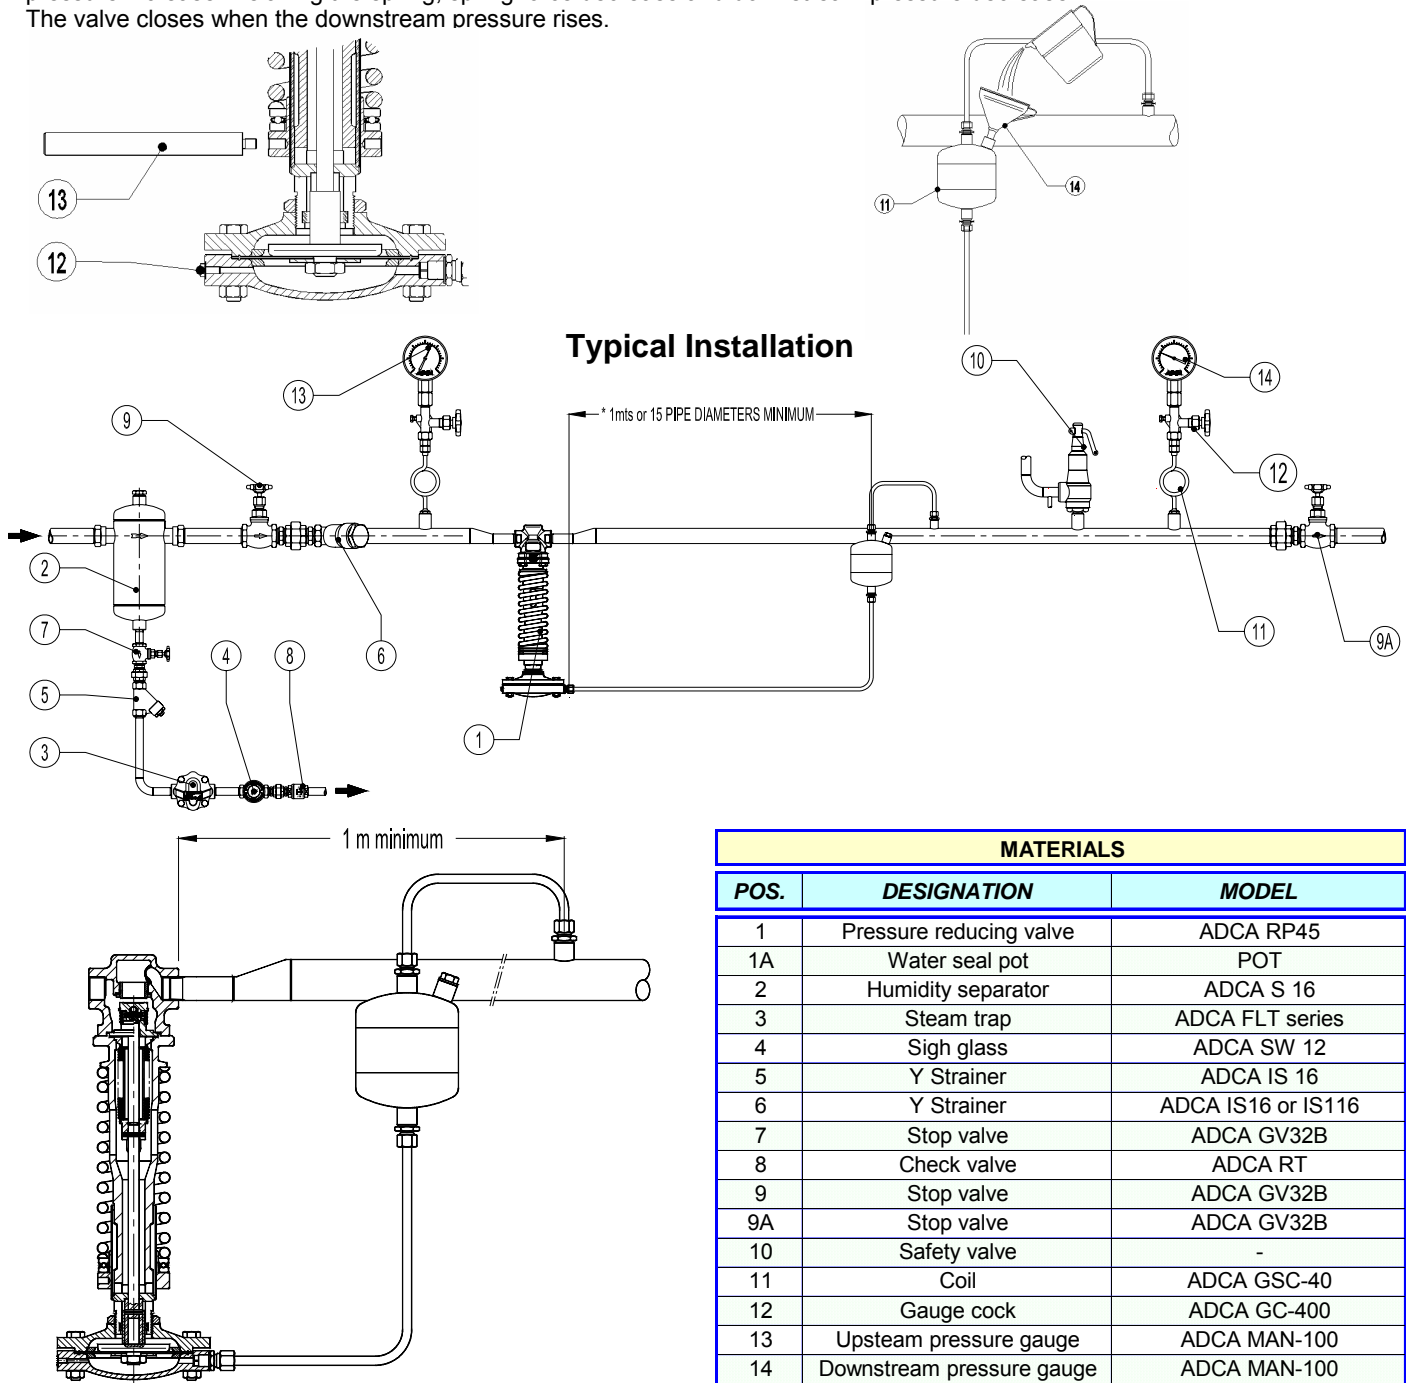 The valve closes when the downstream pressure rises.
13
12
11
14
Typical Installation
13
9
* 1mts or 15 PIPE DIAMETERS MINIMUM
10
14
12
2
7
5
3
4
8
6
1
11
9A
1 m minimum
MATERIALS
POS. DESIGNATION MODEL
1 Pressure reducing valve ADCA RP45
1A Water seal pot POT
2 Humidity separator ADCA S 16
3 Steam trap ADCA FLT series
4 Sigh glass ADCA SW 12
5 Y Strainer ADCA IS 16
6 Y Strainer ADCA IS16 or IS116
7 Stop valve ADCA GV32B
8 Check valve ADCA RT
9 Stop valve ADCA GV32B
9A Stop valve ADCA GV32B
10 Safety valve -
11 Coil ADCA GSC-40
12 Gauge cock ADCA GC-400
13 Upsteam pressure gauge ADCA MAN-100
14 Downstream pressure gauge ADCA MAN-100